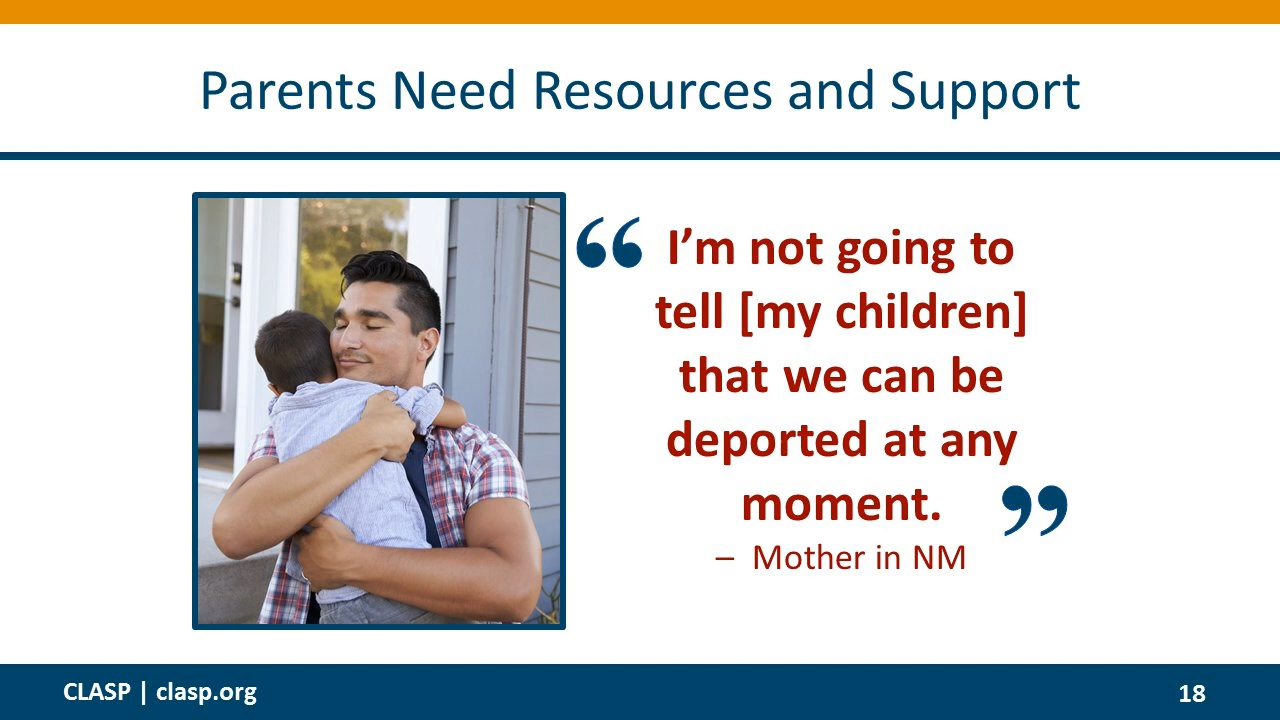 Parents Need Resources and Support
“ I’m not going to
tell [my children]
that we can be
deported at any
moment. ”
– Mother in NM
CLASP | clasp.org
18